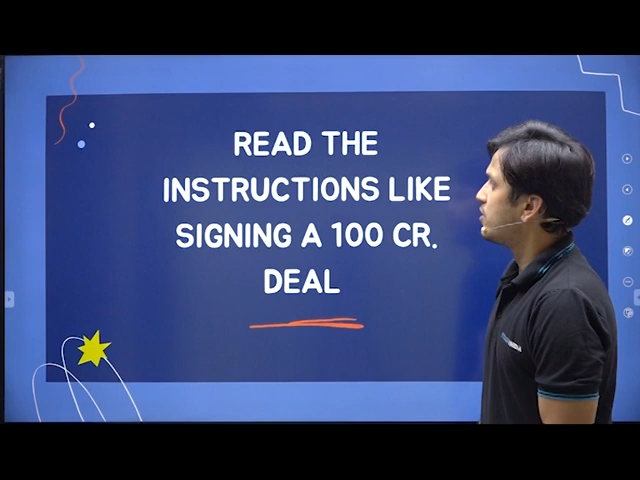 READ THE
INSTRUCTIONS LIKE
SIGNING A 100 CR.
DEAL